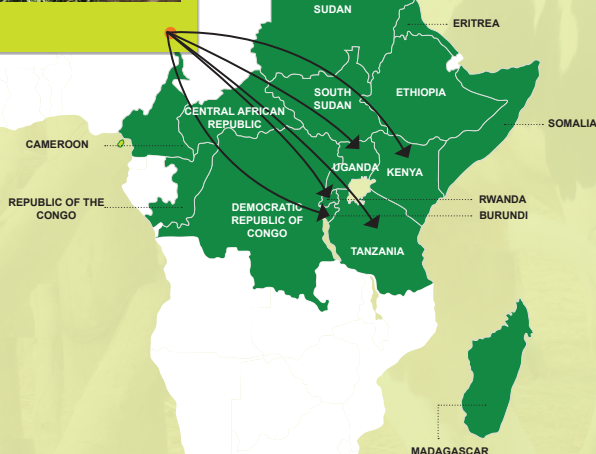 SUDAN
ERITREA
SOUTH
SUDAN
ETHIOPIA
CENTRAL AFRICAN
REPUBLIC
SOMALIA
CAMEROON
UGANDA
KENYA
REPUBLIC OF THE
CONGO
RWANDA
DEMOCRATIC
REPUBLIC OF
CONGO
BURUNDI
TANZANIA
MADAGASCAR